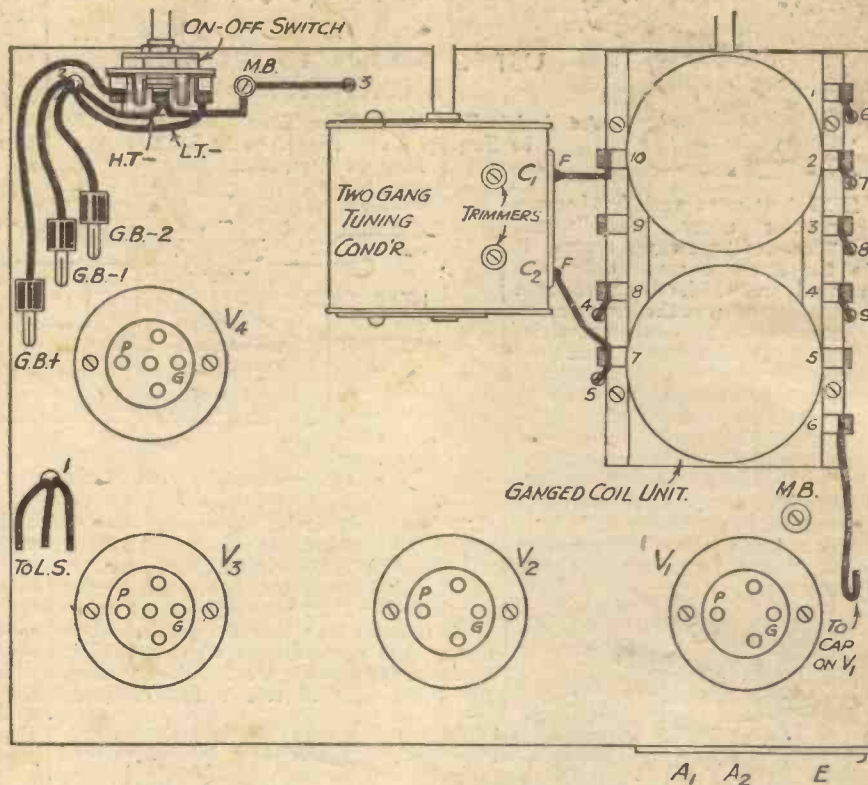 ON-OFF SWITCH
M.B.
2
3
H.T-
L.T.-
G.B.-2
G.B.-1
G.B.+
TWO GANG
TUNING
COND'R.
C1
TRIMMERS
C2
F
F
10
9
8
7
4
5
1
2
3
4
5
6
6
7
8
9
GANGED COIL UNIT.
M.B.
V4
P
G
1
TO L.S.
V3
P
G
V2
P
G
V1
P
G
TO
CAP
ON V1
A1 A2 E